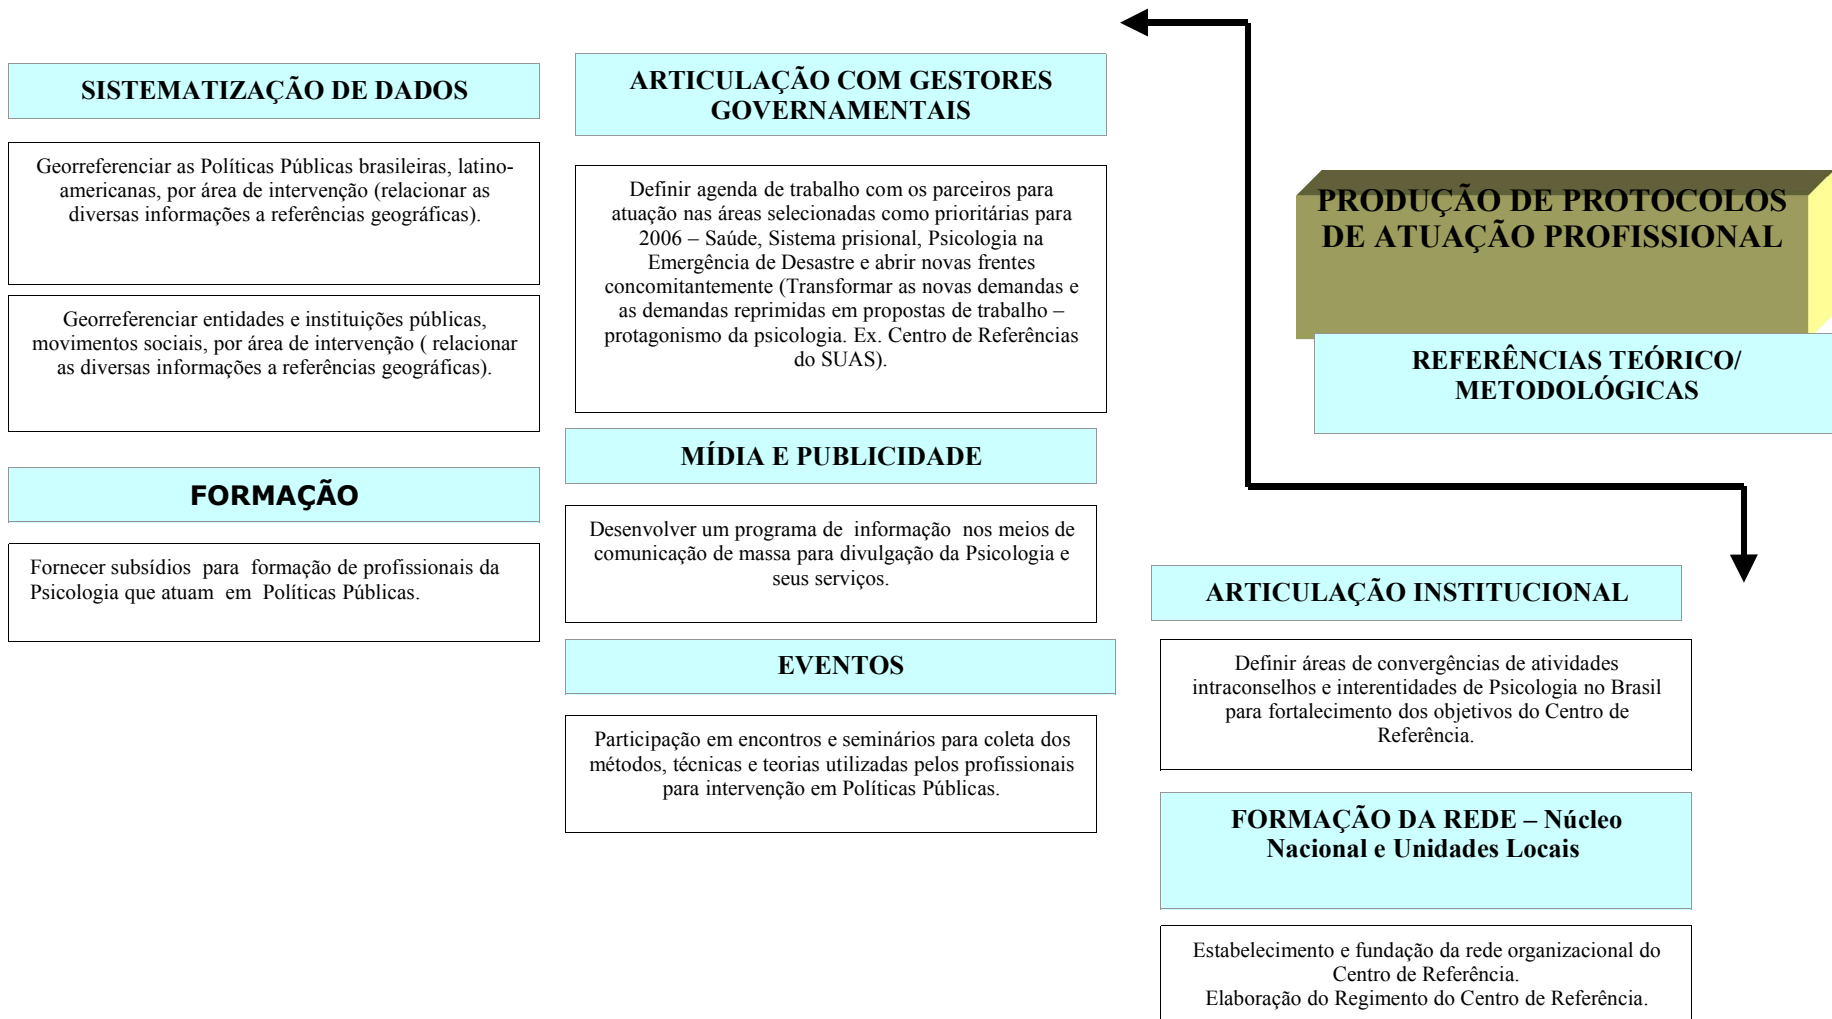 SISTEMATIZAÇÃO DE DADOS
Georreferenciar as Políticas Públicas brasileiras, latino-
americanas, por área de intervenção (relacionar as
diversas informações a referências geográficas).
Georreferenciar entidades e instituições públicas,
movimentos sociais, por área de intervenção ( relacionar
as diversas informações a referências geográficas).
FORMAÇÃO
Fornecer subsídios para formação de profissionais da
Psicologia que atuam em Políticas Públicas.
ARTICULAÇÃO COM GESTORES
GOVERNAMENTAIS
Definir agenda de trabalho com os parceiros para
atuação nas áreas selecionadas como prioritárias para
2006 – Saúde, Sistema prisional, Psicologia na
Emergência de Desastre e abrir novas frentes
concomitantemente (Transformar as novas demandas e
as demandas reprimidas em propostas de trabalho –
protagonismo da psicologia. Ex. Centro de Referências
do SUAS).
MÍDIA E PUBLICIDADE
Desenvolver um programa de informação nos meios de
comunicação de massa para divulgação da Psicologia e
seus serviços.
EVENTOS
Participação em encontros e seminários para coleta dos
métodos, técnicas e teorias utilizadas pelos profissionais
para intervenção em Políticas Públicas.
PRODUÇÃO DE PROTOCOLOS
DE ATUAÇÃO PROFISSIONAL
REFERÊNCIAS TEÓRICO/
METODOLÓGICAS
ARTICULAÇÃO INSTITUCIONAL
Definir áreas de convergências de atividades
intraconselhos e interentidades de Psicologia no Brasil
para fortalecimento dos objetivos do Centro de
Referência.
FORMAÇÃO DA REDE – Núcleo
Nacional e Unidades Locais
Estabelecimento e fundação da rede organizacional do
Centro de Referência.
Elaboração do Regimento do Centro de Referência.